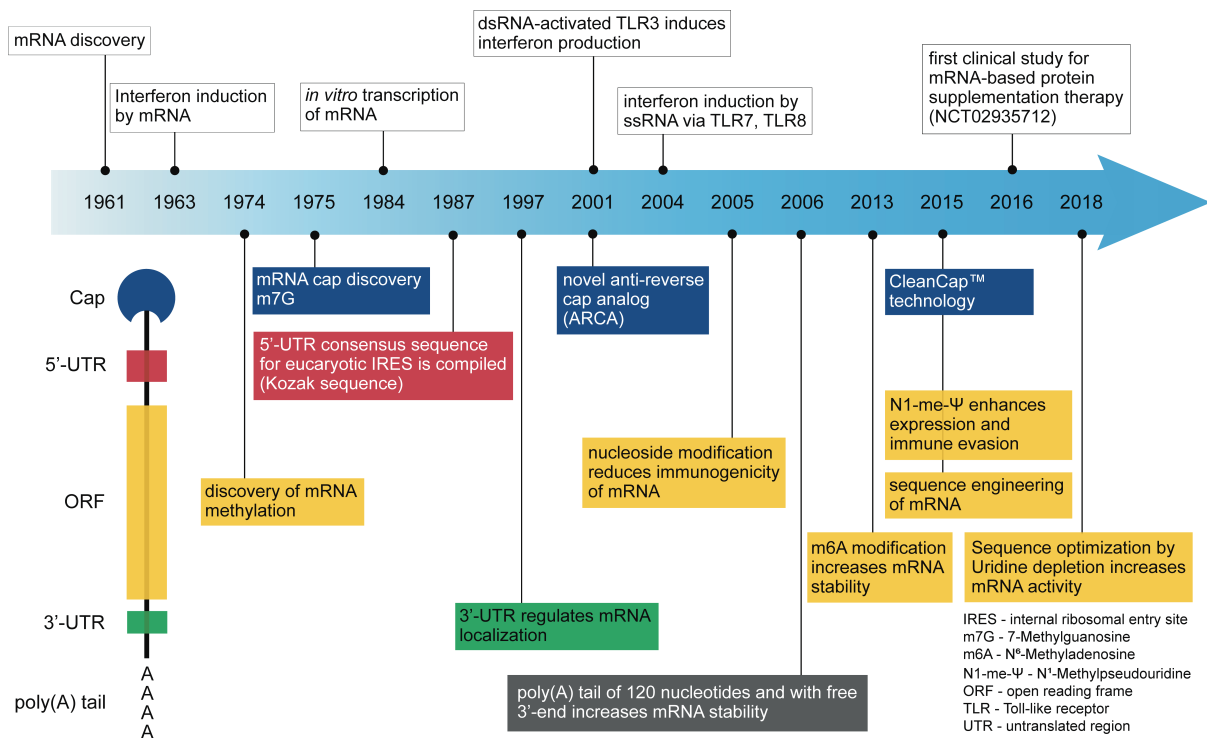 mRNA discovery
Interferon induction
by mRNA
in vitro transcription
of mRNA
dsRNA-activated TLR3 induces
interferon production
interferon induction by
ssRNA via TLR7, TLR8
first clinical study for
mRNA-based protein
supplementation therapy
(NCT02935712)
1961 1963 1974 1975 1984 1987 1997 2001 2004 2005 2006 2013 2015 2016 2018
Cap
5’-UTR
ORF
3’-UTR
poly(A) tail
A
A
A
A
mRNA cap discovery
m7G
5’-UTR consensus sequence
for eucaryotic IRES is compiled
(Kozak sequence)
discovery of mRNA
methylation
novel anti-reverse
cap analog
(ARCA)
nucleoside modification
reduces immunogenicity
of mRNA
3’-UTR regulates mRNA
localization
poly(A) tail of 120 nucleotides and with free
3’-end increases mRNA stability
CleanCap™
technology
N1-me-Ψ enhances
expression and
immune evasion
sequence engineering
of mRNA
m6A modification
increases mRNA
stability
Sequence optimization by
Uridine depletion increases
mRNA activity
IRES - internal ribosomal entry site
m7G - 7-Methylguanosine
m6A - N⁶-Methyladenosine
N1-me-Ψ - N¹-Methylpseudouridine
ORF - open reading frame
TLR - Toll-like receptor
UTR - untranslated region